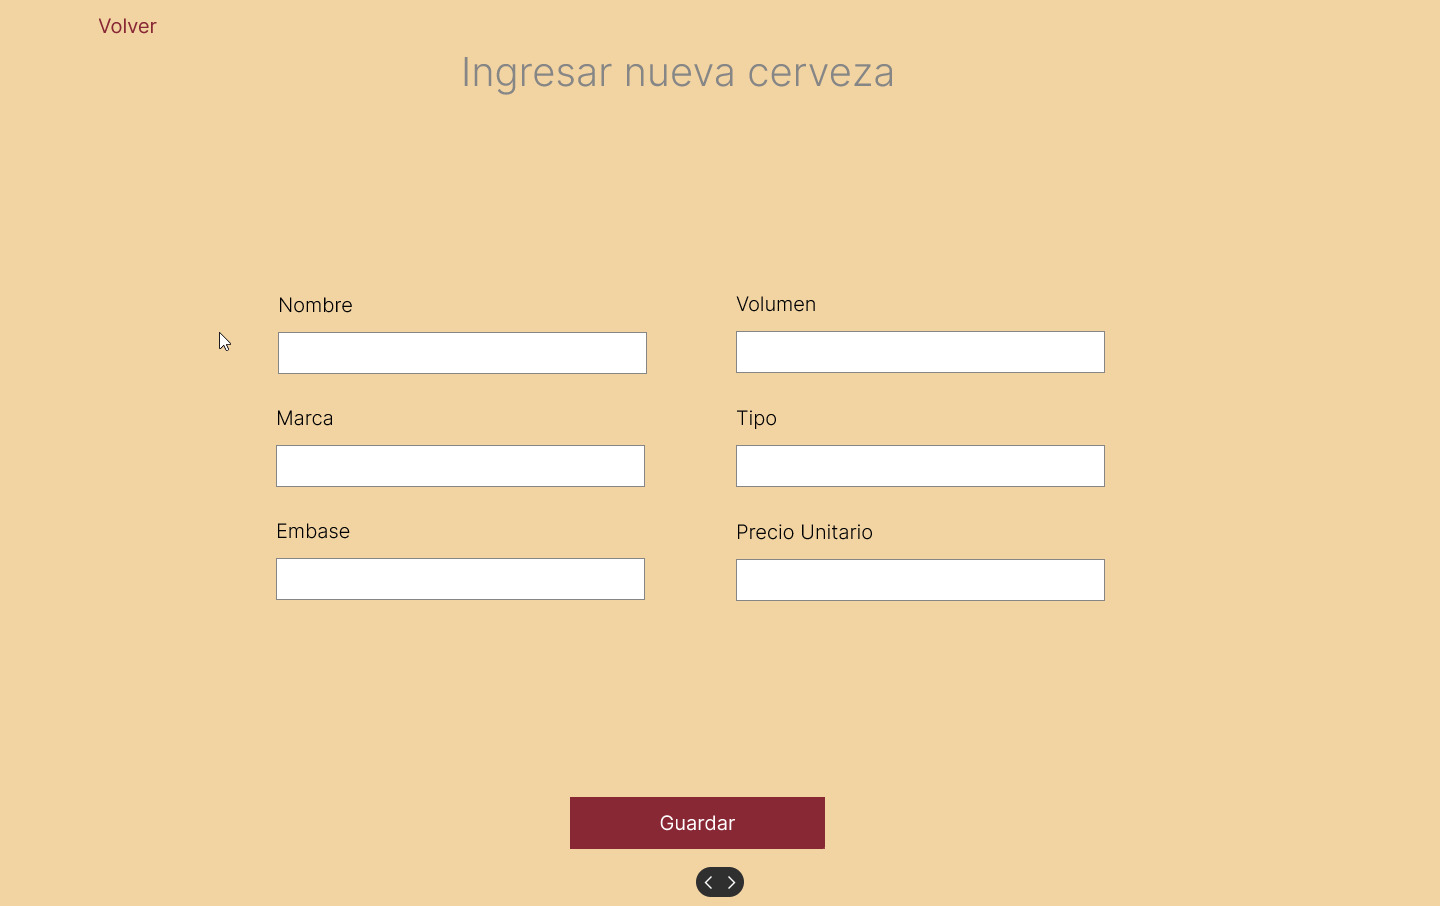 Volver
Ingresar nueva cerveza
Nombre
Volumen
Marca
Tipo
Embase
Precio Unitario
Guardar